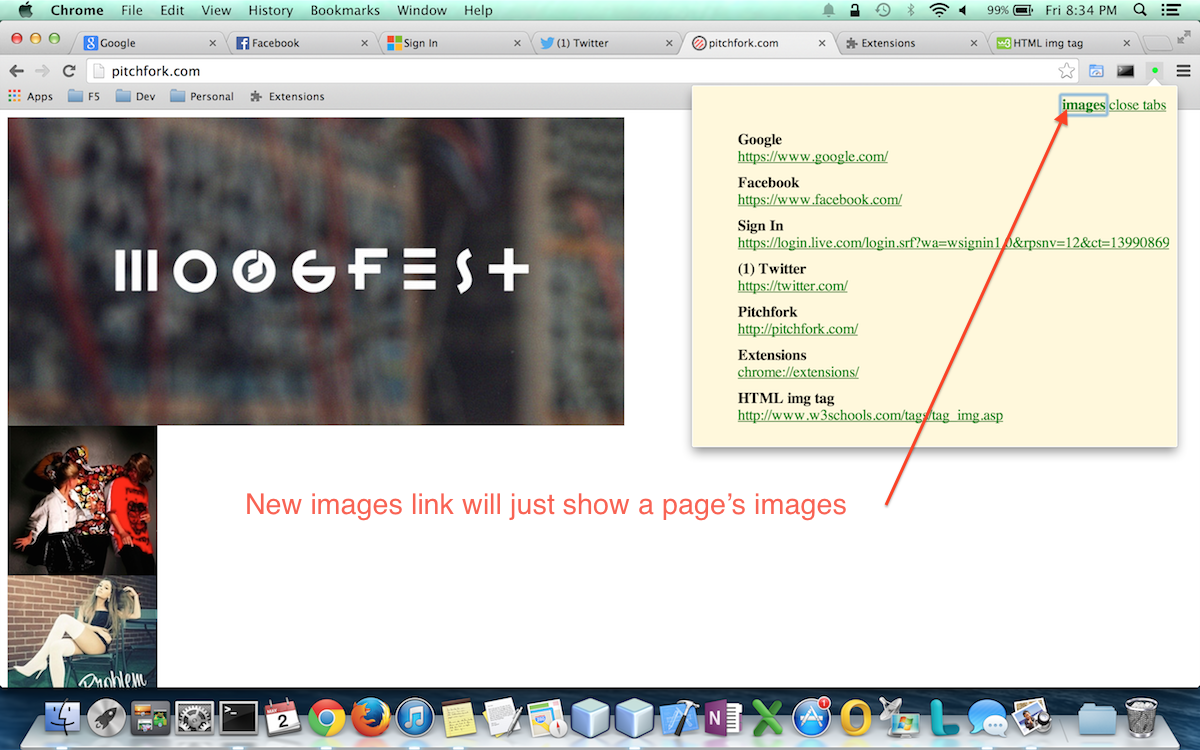 Chrome File Edit View History Bookmarks Window Help 99% Fri 8:34 PM
Google Facebook Sign In (1) Twitter pitchfork.com Extensions HTML img tag
pitchfork.com
Apps F5 Dev Personal Extensions
images close tabs
Google
https://www.google.com/
Facebook
https://www.facebook.com/
Sign In
https://login.live.com/login.srf?wa=wsignin1.0&rpsnv=12&ct=13990869
(1) Twitter
https://twitter.com/
Pitchfork
http://pitchfork.com/
Extensions
chrome://extensions/
HTML img tag
http://www.w3schools.com/tags/tag_img.asp
MOOGFEST
New images link will just show a page’s images
Problem
2
N
1